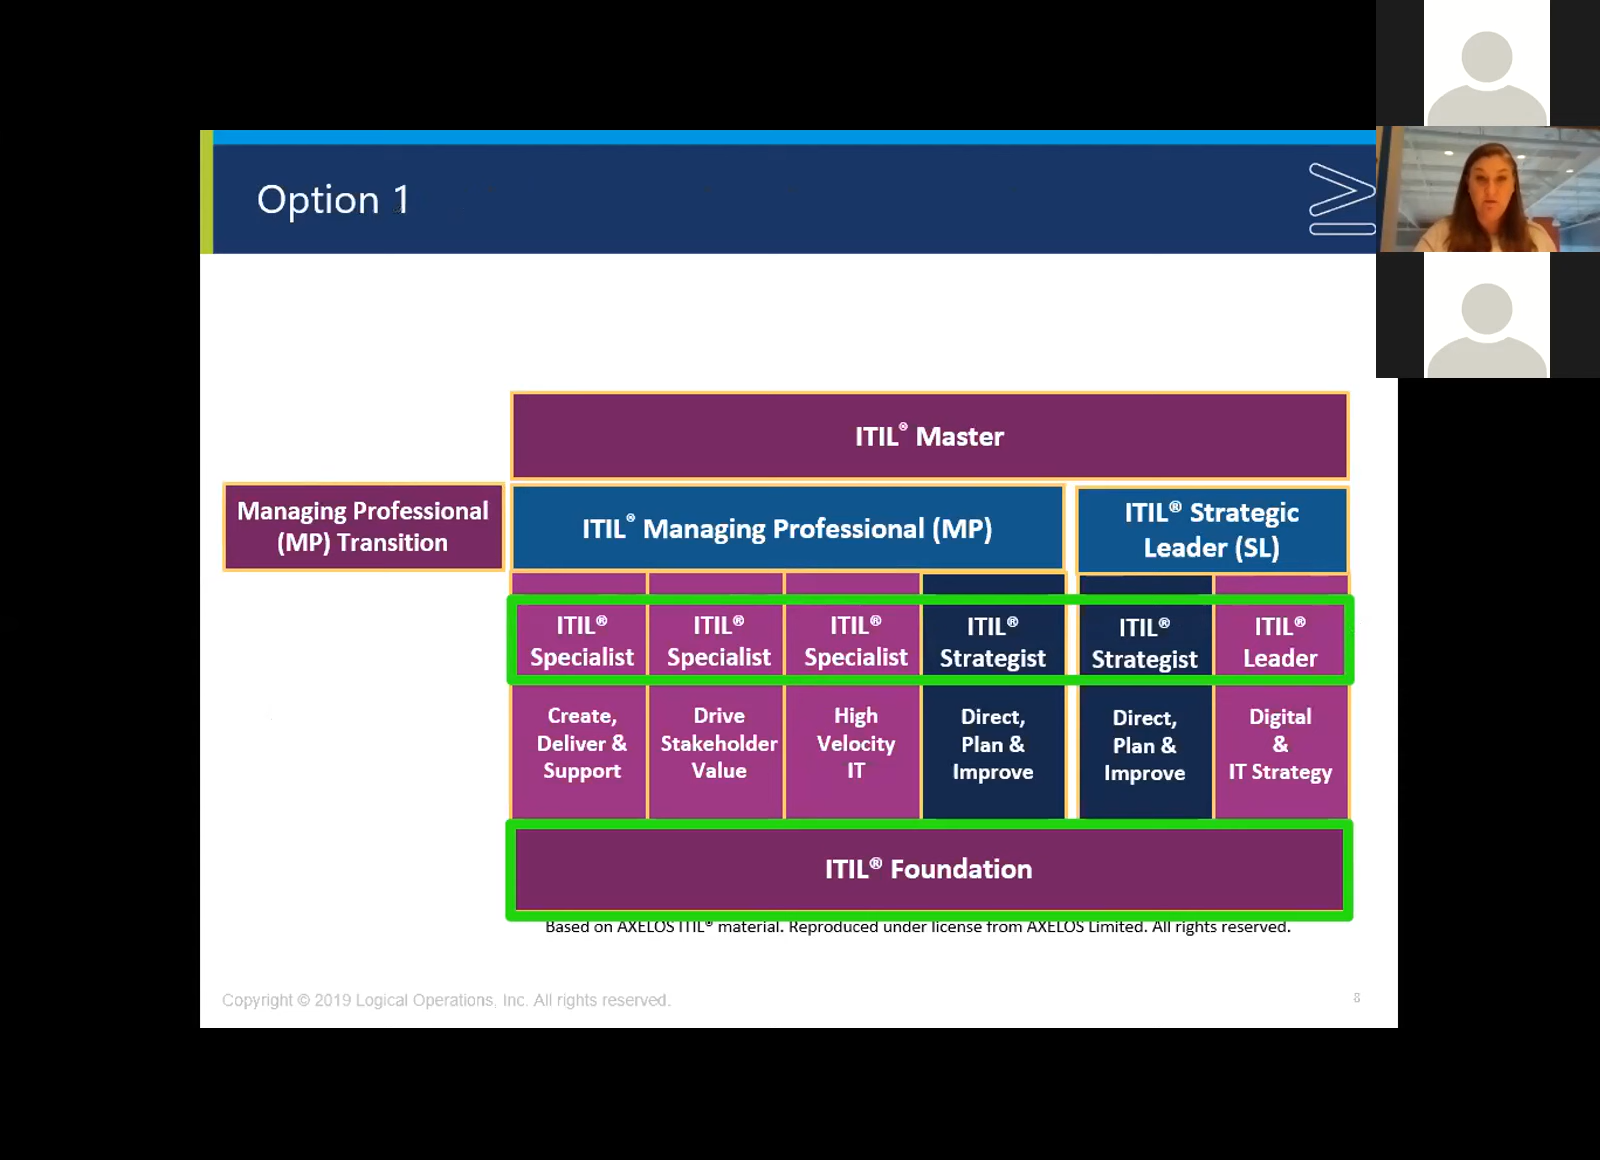 Option 1
ITIL® Master
Managing Professional
(MP) Transition
ITIL® Managing Professional (MP)
ITIL® Strategic
Leader (SL)
ITIL®
Specialist
ITIL®
Specialist
ITIL®
Specialist
ITIL®
Strategist
ITIL®
Strategist
ITIL®
Leader
Create,
Deliver &
Support
Drive
Stakeholder
Value
High
Velocity
IT
Direct,
Plan &
Improve
Direct,
Plan &
Improve
Digital
&
IT Strategy
ITIL® Foundation
Based on AXELOS ITIL® material. Reproduced under license from AXELOS Limited. All rights reserved.
Copyright © 2019 Logical Operations, Inc. All rights reserved.
8